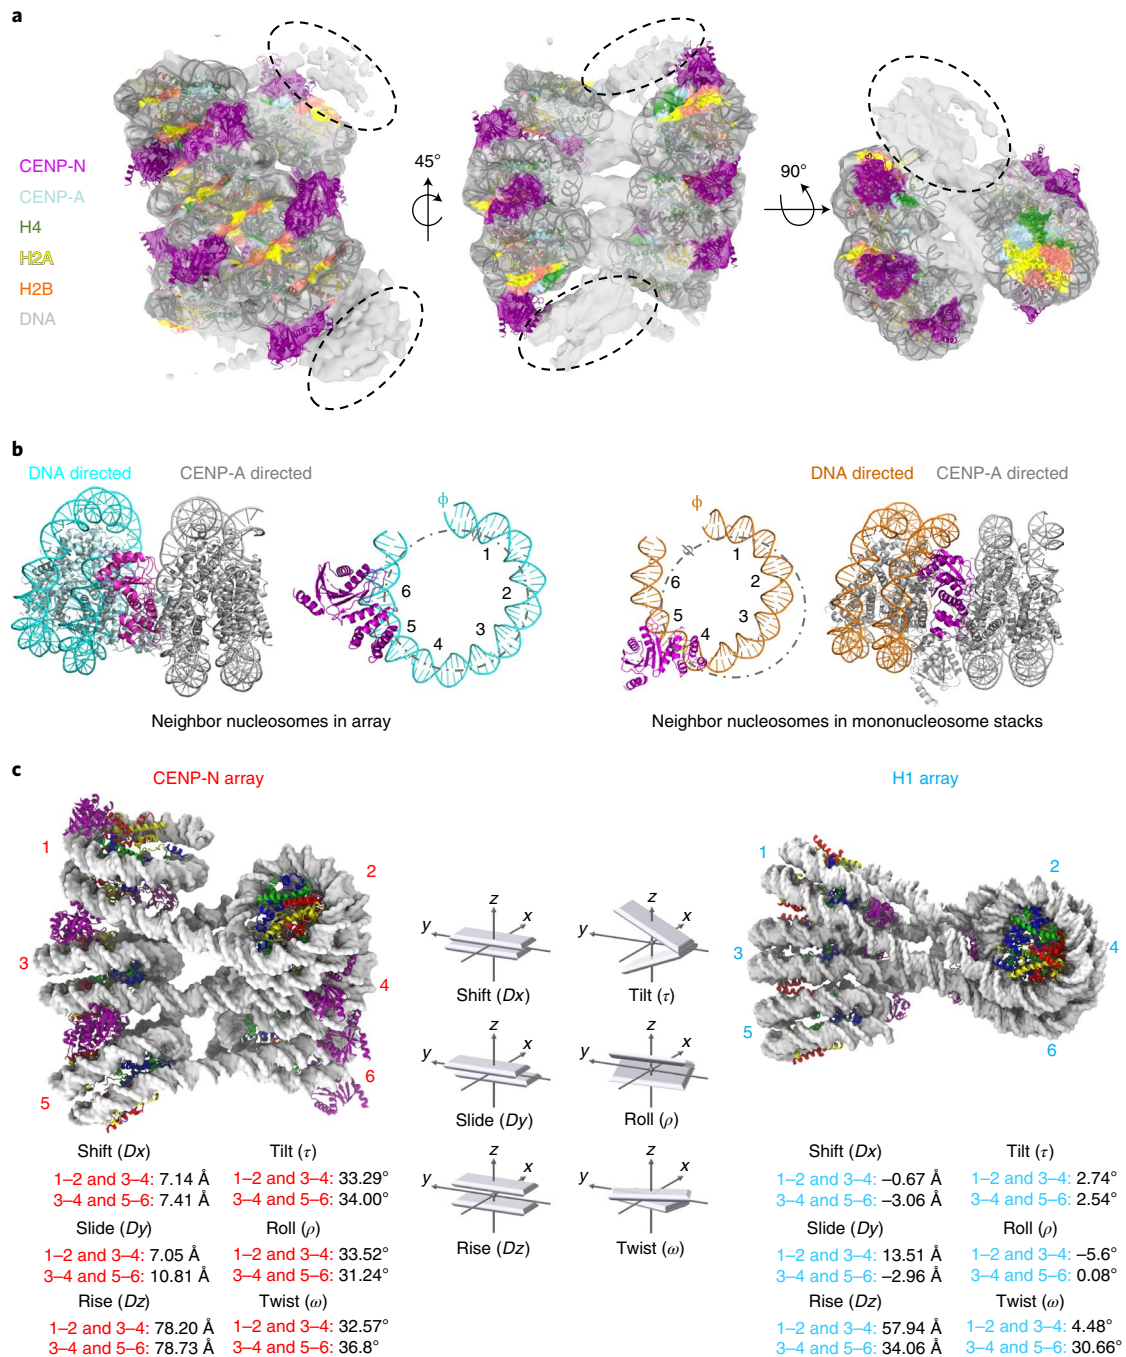 a
CENP-N
CENP-A
H4
H2A
H2B
DNA
45°
90°
b
DNA directed
CENP-A directed
ϕ
1
2
3
4
5
6
Neighbor nucleosomes in array
DNA directed
CENP-A directed
ϕ
1
2
3
4
5
6
Neighbor nucleosomes in mononucleosome stacks
c
CENP-N array
1
2
3
4
5
6
Shift (Dx)
1–2 and 3–4: 7.14 Å
3–4 and 5–6: 7.41 Å
Tilt (τ)
1–2 and 3–4: 33.29°
3–4 and 5–6: 34.00°
Slide (Dy)
1–2 and 3–4: 7.05 Å
3–4 and 5–6: 10.81 Å
Roll (ρ)
1–2 and 3–4: 33.52°
3–4 and 5–6: 31.24°
Rise (Dz)
1–2 and 3–4: 78.20 Å
3–4 and 5–6: 78.73 Å
Twist (ω)
1–2 and 3–4: 32.57°
3–4 and 5–6: 36.8°
z
x
y
Shift (Dx)
z
x
y
Tilt (τ)
z
x
y
Slide (Dy)
z
x
y
Roll (ρ)
z
x
y
Rise (Dz)
z
x
y
Twist (ω)
H1 array
1
2
3
4
5
6
Shift (Dx)
1–2 and 3–4: –0.67 Å
3–4 and 5–6: –3.06 Å
Tilt (τ)
1–2 and 3–4: 2.74°
3–4 and 5–6: 2.54°
Slide (Dy)
1–2 and 3–4: 13.51 Å
3–4 and 5–6: –2.96 Å
Roll (ρ)
1–2 and 3–4: –5.6°
3–4 and 5–6: 0.08°
Rise (Dz)
1–2 and 3–4: 57.94 Å
3–4 and 5–6: 34.06 Å
Twist (ω)
1–2 and 3–4: 4.48°
3–4 and 5–6: 30.66°